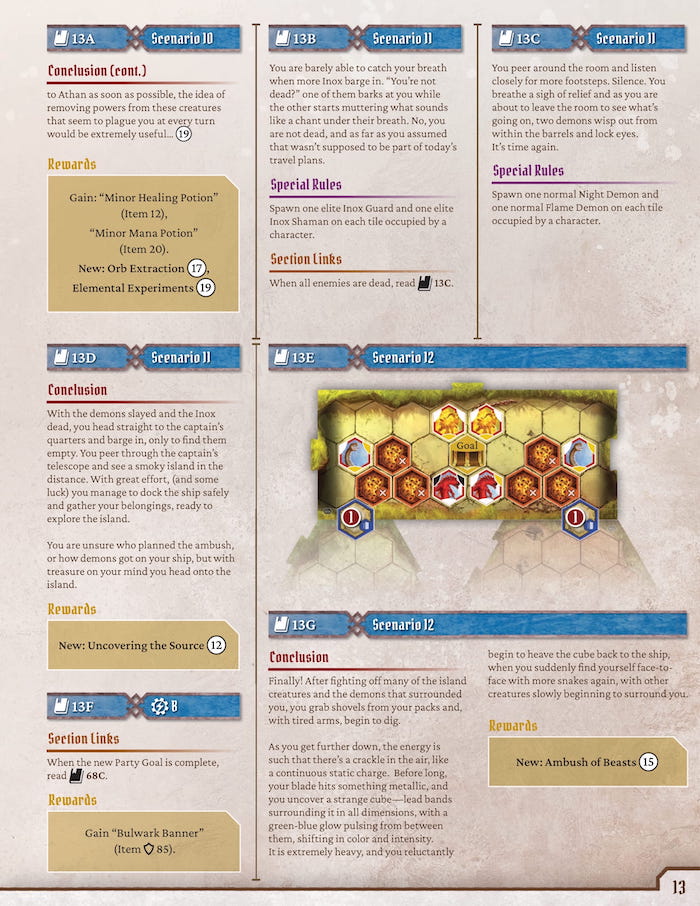 13A Scenario 10
Conclusion (cont.)
to Athan as soon as possible, the idea of
removing powers from these creatures
that seem to plague you at every turn
would be extremely useful... 19
Rewards
Gain: “Minor Healing Potion”
(Item 12),
“Minor Mana Potion”
(Item 20).
New: Orb Extraction 17,
Elemental Experiments 19
13B Scenario 11
You are barely able to catch your breath
when more Inox barge in. “You’re not
dead?” one of them barks at you while
the other starts muttering what sounds
like a chant under their breath. No, you
are not dead, and as far as you assumed
that wasn’t supposed to be part of today’s
travel plans.
Special Rules
Spawn one elite Inox Guard and one elite
Inox Shaman on each tile occupied by a
character.
Section Links
When all enemies are dead, read 13C.
13C Scenario 11
You peer around the room and listen
closely for more footsteps. Silence. You
breathe a sigh of relief and as you are
about to leave the room to see what’s
going on, two demons wisp out from
within the barrels and lock eyes.
It’s time again.
Special Rules
Spawn one normal Night Demon and
one normal Flame Demon on each tile
occupied by a character.
13D Scenario 11
Conclusion
With the demons slayed and the Inox
dead, you head straight to the captain’s
quarters and barge in, only to find them
empty. You peer through the captain’s
telescope and see a smoky island in the
distance. With great effort, (and some
luck) you manage to dock the ship safely
and gather your belongings, ready to
explore the island.
You are unsure who planned the ambush,
or how demons got on your ship, but with
treasure on your mind you head onto the
island.
Rewards
New: Uncovering the Source 12
13E Scenario 12
Goal
1
1
13F B
Section Links
When the new Party Goal is complete,
read 68C.
Rewards
Gain “Bulwark Banner”
(Item 85).
13G Scenario 12
Conclusion
Finally! After fighting off many of the island
creatures and the demons that surrounded
you, you grab shovels from your packs and,
with tired arms, begin to dig.
As you get further down, the energy is
such that there’s a crackle in the air, like
a continuous static charge. Before long,
your blade hits something metallic, and
you uncover a strange cube—lead bands
surrounding it in all dimensions, with a
green-blue glow pulsing from between
them, shifting in color and intensity.
It is extremely heavy, and you reluctantly
begin to heave the cube back to the ship,
when you suddenly find yourself face-to-
face with more snakes again, with other
creatures slowly beginning to surround you.
Rewards
New: Ambush of Beasts 15
13